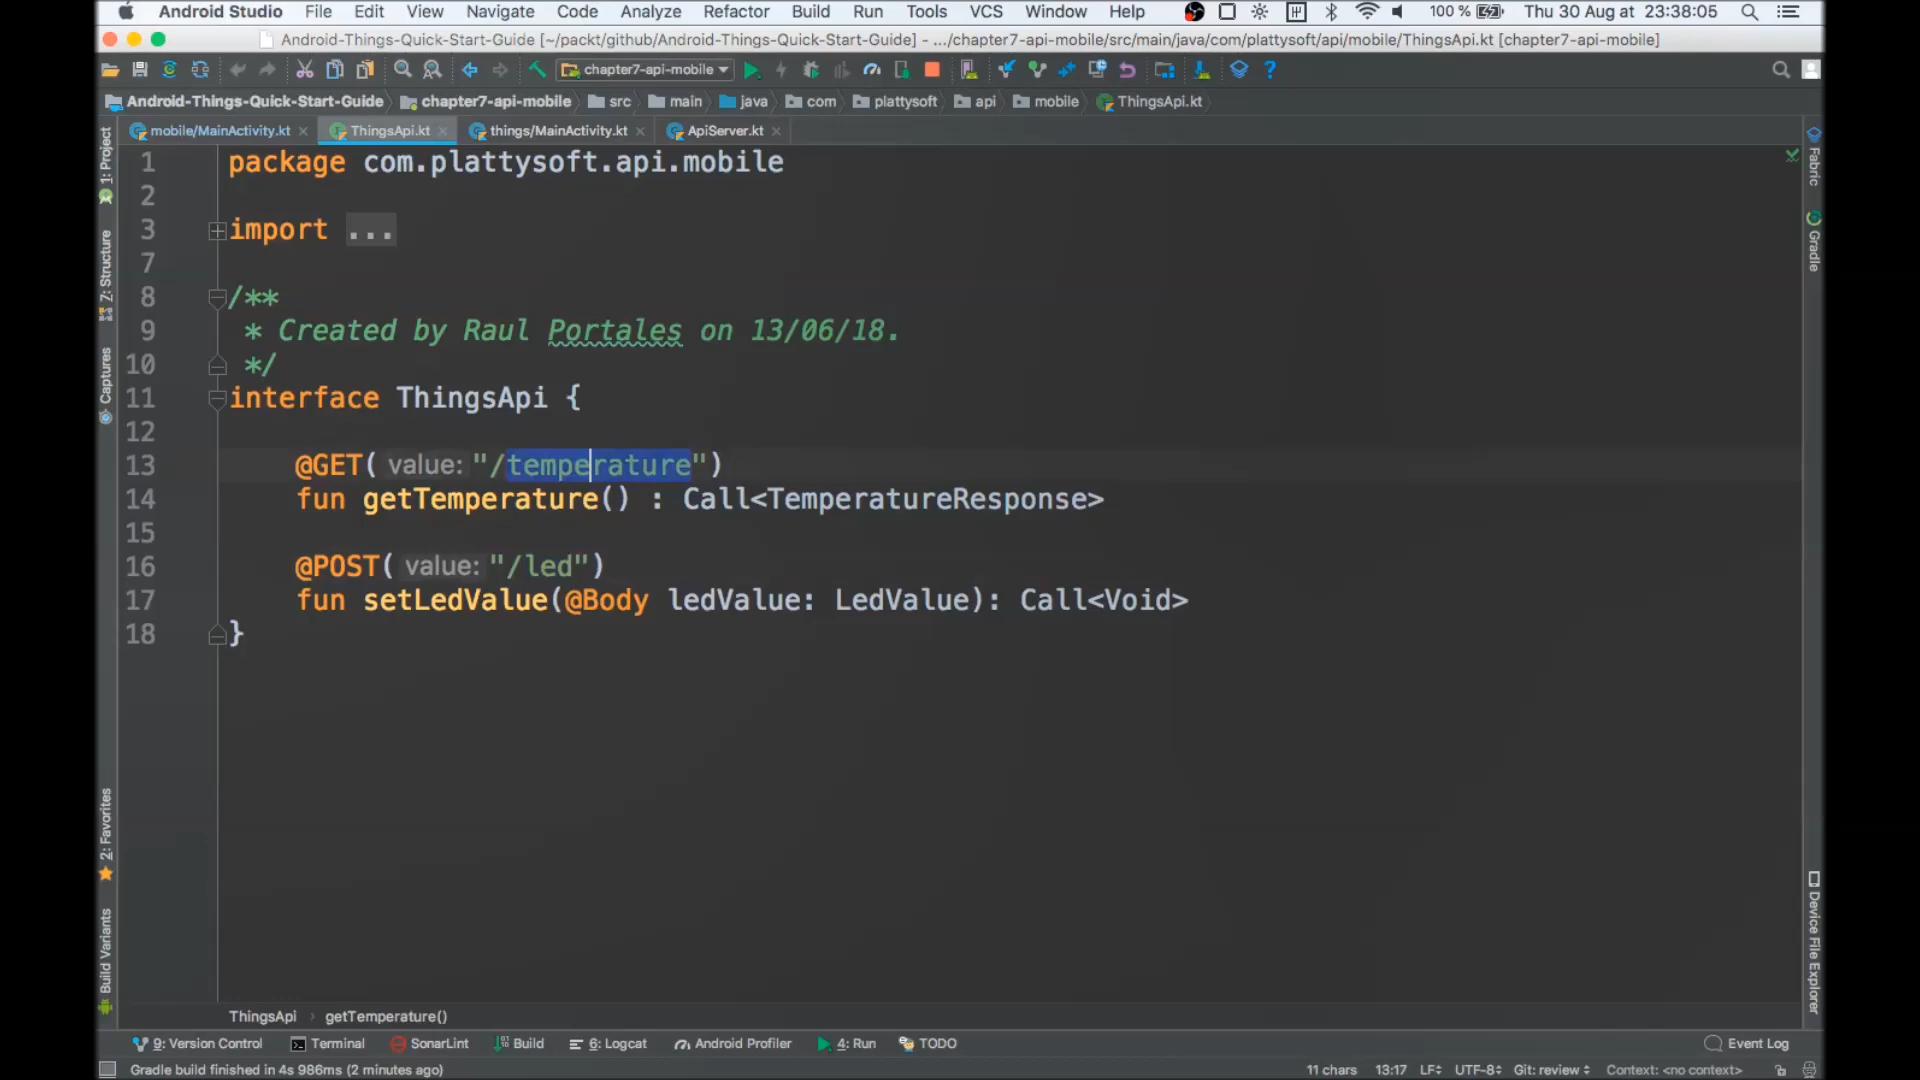 Android Studio File Edit View Navigate Code Analyze Refactor Build Run Tools VCS Window Help 100 % Thu 30 Aug at 23:38:05
Android-Things-Quick-Start-Guide [~/packt/github/Android-Things-Quick-Start-Guide] - .../chapter7-api-mobile/src/main/java/com/plattysoft/api/mobile/ThingsApi.kt [chapter7-api-mobile]
chapter7-api-mobile
Android-Things-Quick-Start-Guide chapter7-api-mobile src main java com plattysoft api mobile ThingsApi.kt
mobile/MainActivity.kt ThingsApi.kt things/MainActivity.kt ApiServer.kt
1: Project
7: Structure
Captures
2: Favorites
Build Variants
1 package com.plattysoft.api.mobile
2
3 import ...
7
8 /**
9 * Created by Raul Portales on 13/06/18.
10 */
11 interface ThingsApi {
12
13 @GET( value: "/temperature")
14 fun getTemperature() : Call<TemperatureResponse>
15
16 @POST( value: "/led")
17 fun setLedValue(@Body ledValue: LedValue): Call<Void>
18 }
Fabric
Gradle
Device File Explorer
ThingsApi › getTemperature()
9: Version Control Terminal SonarLint Build 6: Logcat Android Profiler 4: Run TODO Event Log
Gradle build finished in 4s 986ms (2 minutes ago) 11 chars 13:17 LF UTF-8 Git: review Context: <no context>